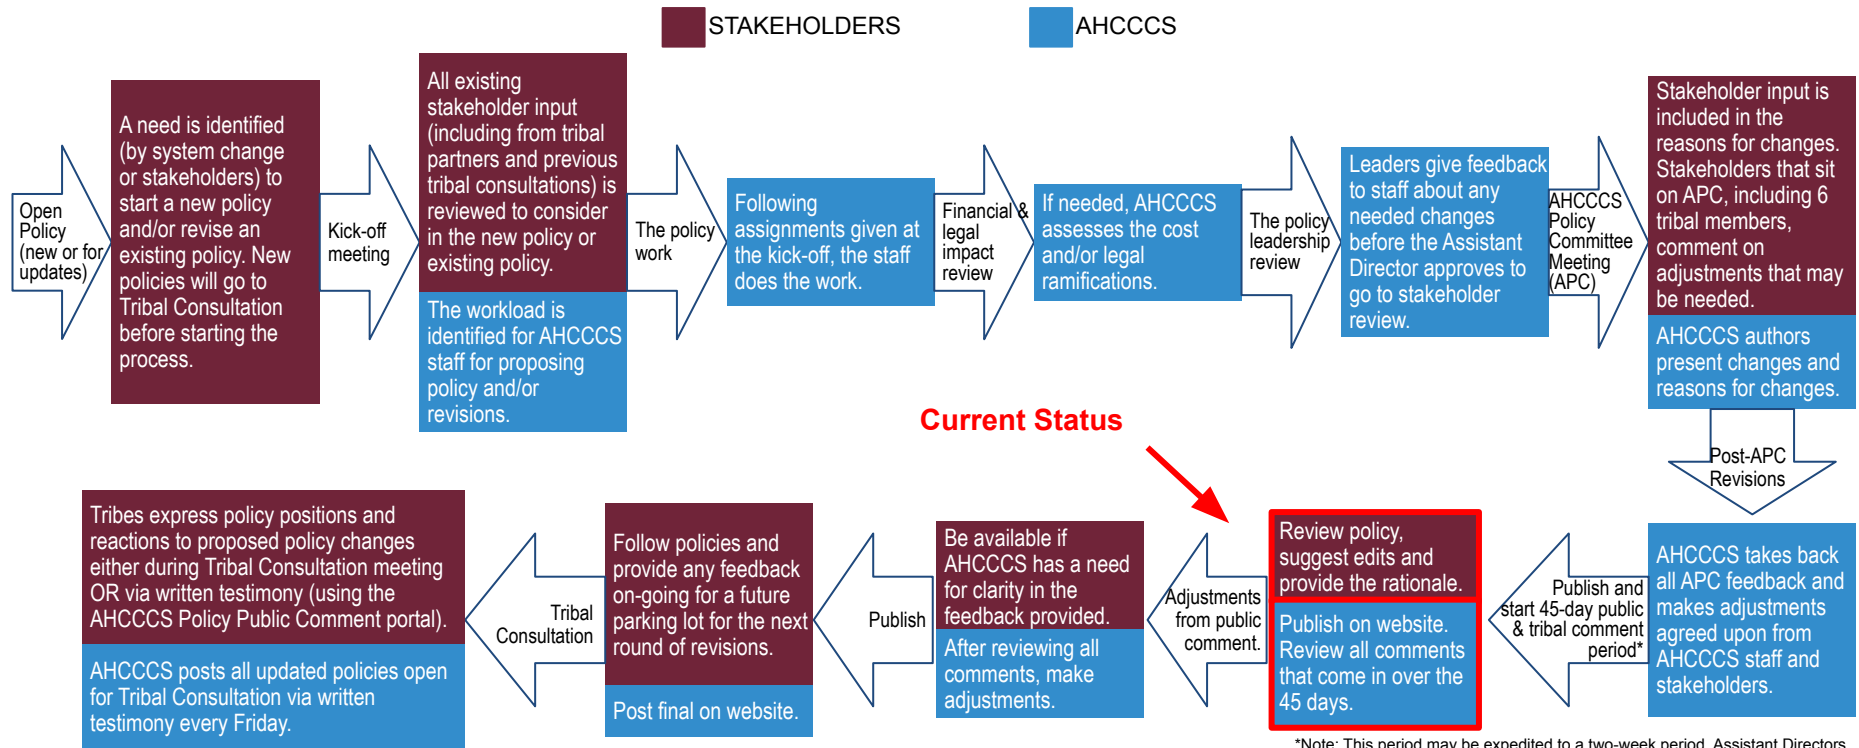 STAKEHOLDERS
AHCCCS
Open
Policy
(new or for
updates)
A need is identified
(by system change
or stakeholders) to
start a new policy
and/or revise an
existing policy. New
policies will go to
Tribal Consultation
before starting the
process.
Kick-off
meeting
All existing
stakeholder input
(including from tribal
partners and previous
tribal consultations) is
reviewed to consider
in the new policy or
existing policy.
The workload is
identified for AHCCCS
staff for proposing
policy and/or
revisions.
The policy
work
Following
assignments given at
the kick-off, the staff
does the work.
Financial &
legal
impact
review
If needed, AHCCCS
assesses the cost
and/or legal
ramifications.
The policy
leadership
review
Leaders give feedback
to staff about any
needed changes
before the Assistant
Director approves to
go to stakeholder
review.
AHCCCS
Policy
Committee
Meeting
(APC)
Stakeholder input is
included in the
reasons for changes.
Stakeholders that sit
on APC, including 6
tribal members,
comment on
adjustments that may
be needed.
AHCCCS authors
present changes and
reasons for changes.
Post-APC
Revisions
AHCCCS takes back
all APC feedback and
makes adjustments
agreed upon from
AHCCCS staff and
stakeholders.
Publish and
start 45-day public
& tribal comment
period*
Current Status
Review policy,
suggest edits and
provide the rationale.
Publish on website.
Review all comments
that come in over the
45 days.
Adjustments
from public
comment.
Be available if
AHCCCS has a need
for clarity in the
feedback provided.
After reviewing all
comments, make
adjustments.
Publish
Follow policies and
provide any feedback
on-going for a future
parking lot for the next
round of revisions.
Post final on website.
Tribal
Consultation
Tribes express policy positions and
reactions to proposed policy changes
either during Tribal Consultation meeting
OR via written testimony (using the
AHCCCS Policy Public Comment portal).
AHCCCS posts all updated policies open
for Tribal Consultation via written
testimony every Friday.
*Note: This period may be expedited to a two-week period. Assistant Directors